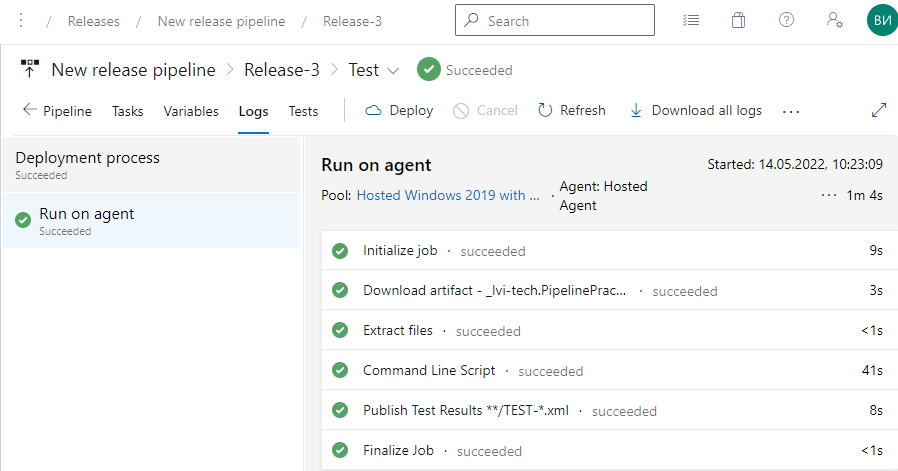 / Releases / New release pipeline / Release-3 Search ВИ
New release pipeline > Release-3 > Test Succeeded
Pipeline Tasks Variables Logs Tests Deploy Cancel Refresh Download all logs ...
Deployment process
Succeeded
Run on agent
Succeeded
Run on agent Started: 14.05.2022, 10:23:09
Pool: Hosted Windows 2019 with ... · Agent: Hosted Agent ... 1m 4s
Initialize job · succeeded 9s
Download artifact - _lvi-tech.PipelinePrac... · succeeded 3s
Extract files · succeeded <1s
Command Line Script · succeeded 41s
Publish Test Results **/TEST-*.xml · succeeded 8s
Finalize Job · succeeded <1s